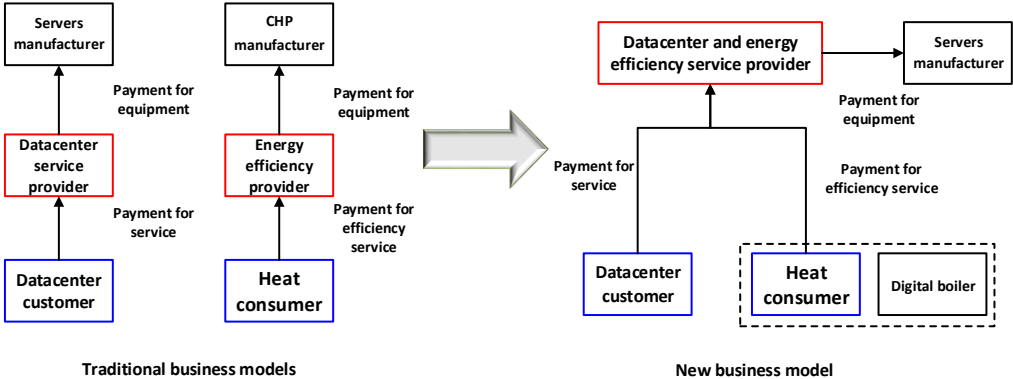 Servers
manufacturer
Payment for
equipment
Datacenter
service
provider
Payment for
service
Datacenter
customer
CHP
manufacturer
Payment for
equipment
Energy
efficiency
provider
Payment for
efficiency
service
Heat
consumer
Traditional business models
Datacenter and energy
efficiency service provider
Servers
manufacturer
Payment for
equipment
Payment for
service
Payment for
efficiency service
Datacenter
customer
Heat
consumer
Digital boiler
New business model